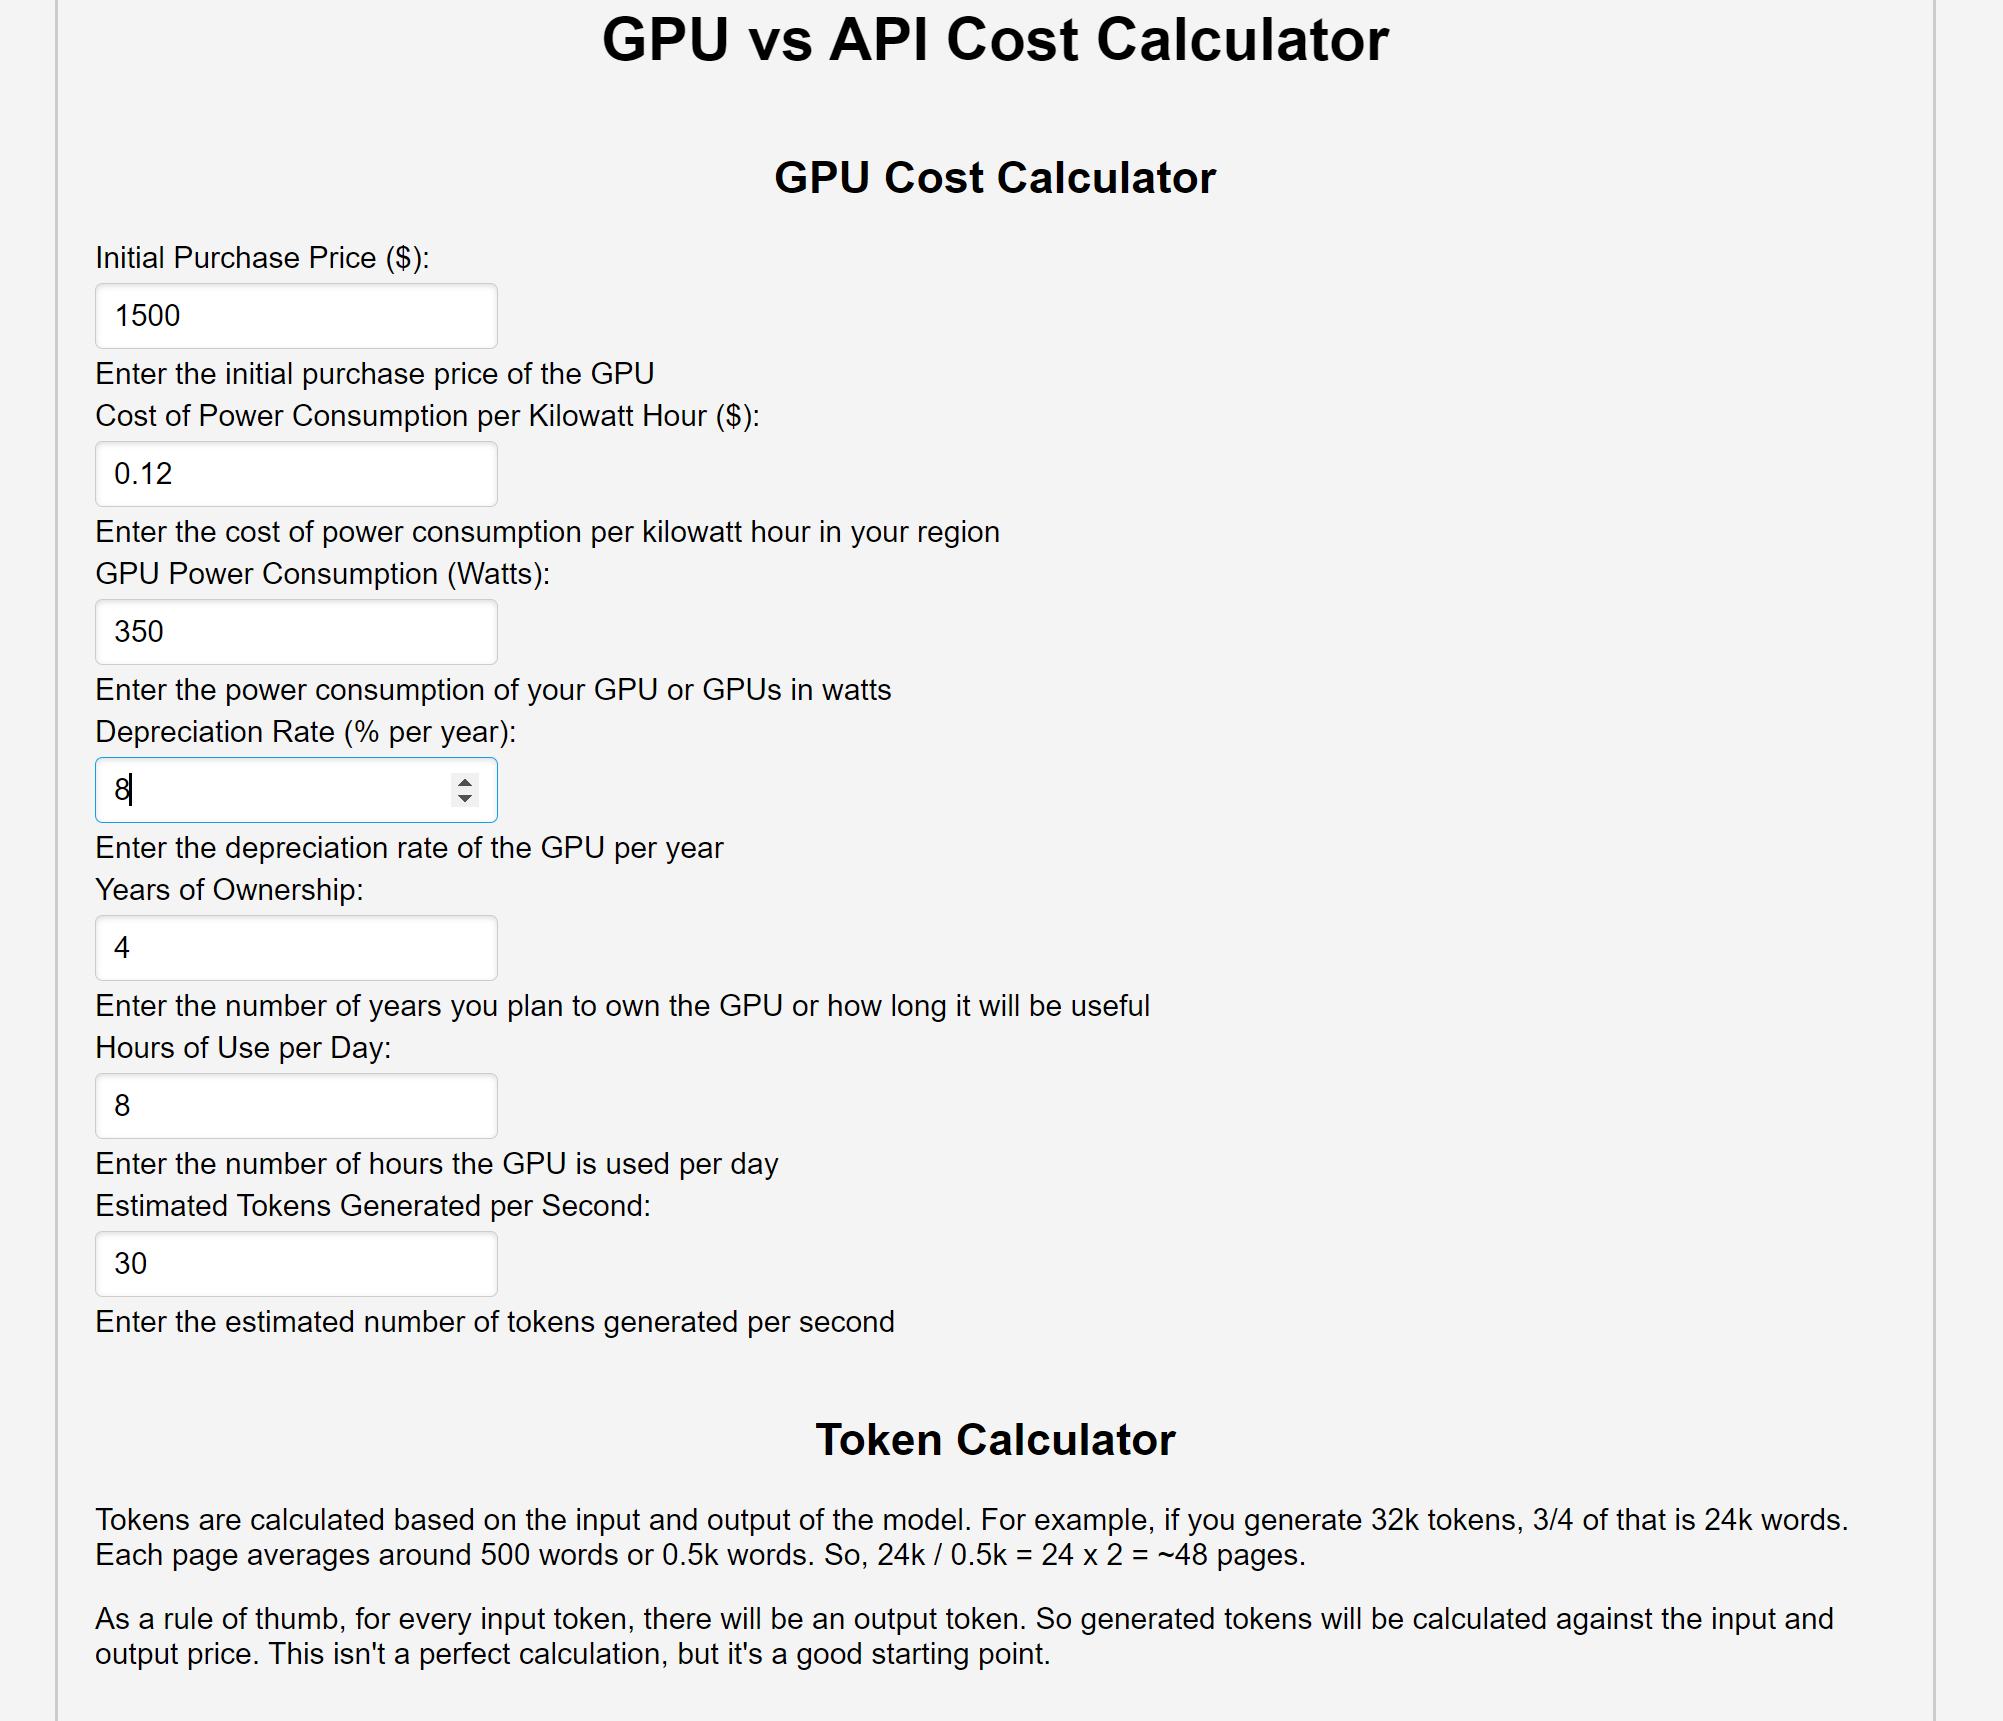 GPU vs API Cost Calculator
GPU Cost Calculator
Initial Purchase Price ($):
1500
Enter the initial purchase price of the GPU
Cost of Power Consumption per Kilowatt Hour ($):
0.12
Enter the cost of power consumption per kilowatt hour in your region
GPU Power Consumption (Watts):
350
Enter the power consumption of your GPU or GPUs in watts
Depreciation Rate (% per year):
8
Enter the depreciation rate of the GPU per year
Years of Ownership:
4
Enter the number of years you plan to own the GPU or how long it will be useful
Hours of Use per Day:
8
Enter the number of hours the GPU is used per day
Estimated Tokens Generated per Second:
30
Enter the estimated number of tokens generated per second
Token Calculator
Tokens are calculated based on the input and output of the model. For example, if you generate 32k tokens, 3/4 of that is 24k words.
Each page averages around 500 words or 0.5k words. So, 24k / 0.5k = 24 x 2 = ~48 pages.
As a rule of thumb, for every input token, there will be an output token. So generated tokens will be calculated against the input and
output price. This isn't a perfect calculation, but it's a good starting point.